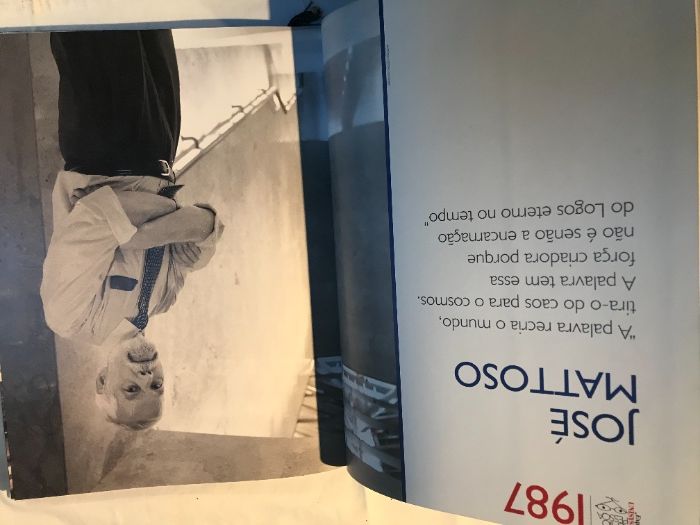 1987
JOSÉ
MATTOSO
"A palavra recria o mundo,
tira-o do caos para o cosmos.
A palavra tem essa
força criadora porque
não é senão a encarnação
do Logos eterno no tempo"